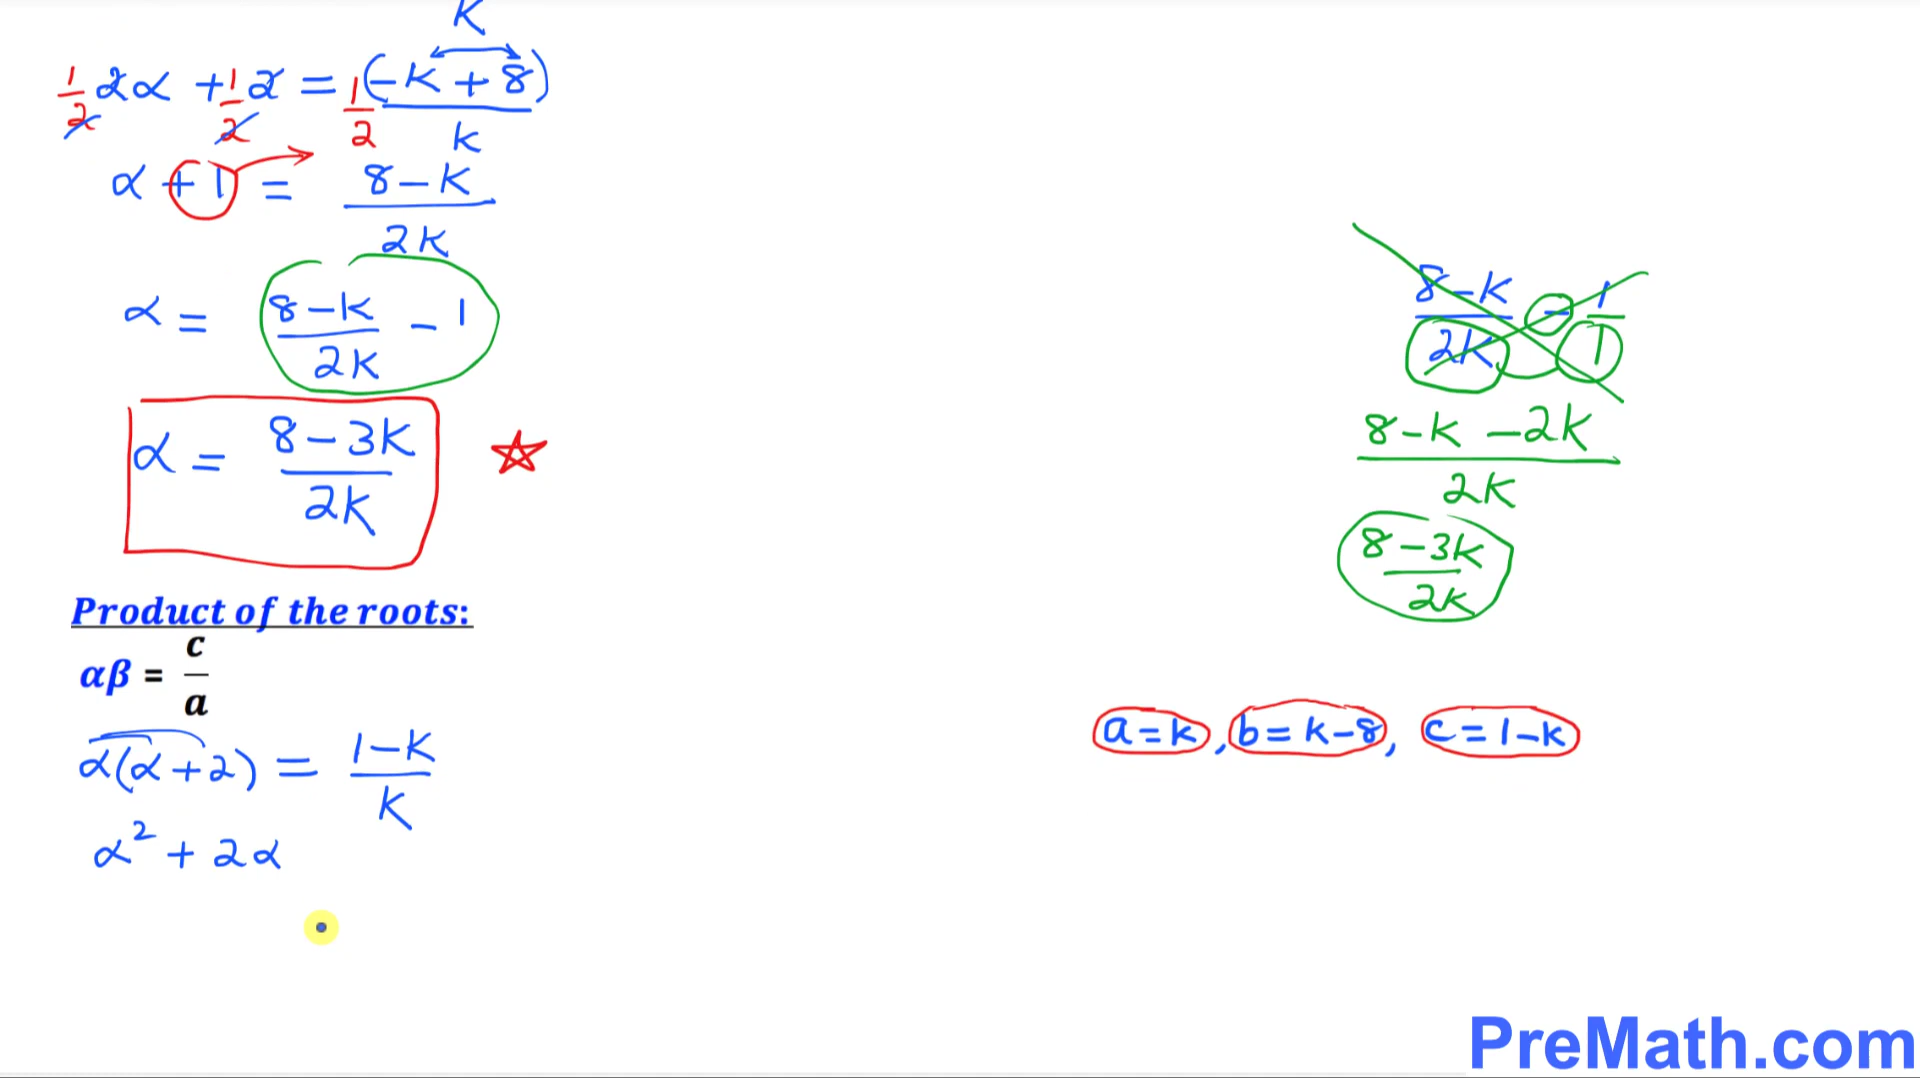 K
1/2 2α + 1/2 2 = 1/2 (-K + 8)/K
α + 1 = (8-K)/2K
α = (8-K)/2K - 1
α = (8-3K)/2K
Product of the roots:
αβ = c/a
α(α+2) = (1-K)/K
α² + 2α
(8-K)/2K - 1/1
(8-K-2K)/2K
(8-3K)/2K
a=K, b=K-8, c=1-K
PreMath.com